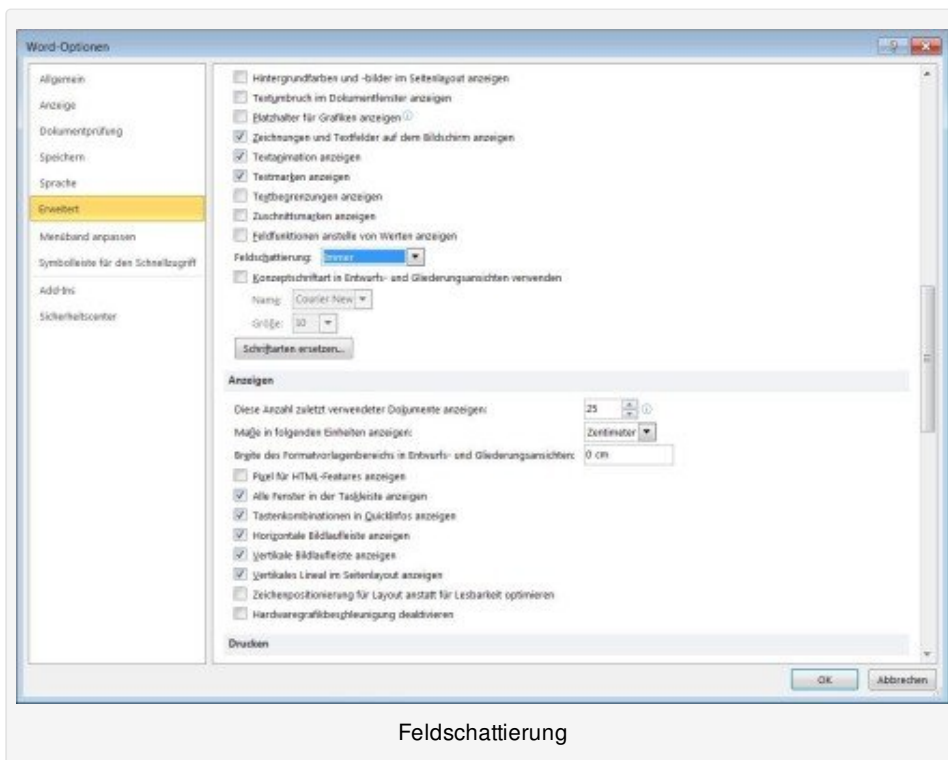 Word-Optionen
Allgemein
Anzeige
Dokumentprüfung
Speichern
Sprache
Erweitert
Menüband anpassen
Symbolleiste für den Schnellzugriff
Add-Ins
Sicherheitscenter
Hintergrundfarben und -bilder im Seitenlayout anzeigen
Textumbruch im Dokumentfenster anzeigen
Platzhalter für Grafiken anzeigen
Zeichnungen und Textfelder auf dem Bildschirm anzeigen
Textanimation anzeigen
Textmarken anzeigen
Textbegrenzungen anzeigen
Zuschnittsmarken anzeigen
Feldfunktionen anstelle von Werten anzeigen
Feldschattierung: Immer
Konzeptschriftart in Entwurfs- und Gliederungsansichten verwenden
Name: Courier New
Größe: 10
Schriftarten ersetzen...
Anzeigen
Diese Anzahl zuletzt verwendeter Dokumente anzeigen: 25
Maße in folgenden Einheiten anzeigen: Zentimeter
Breite des Formatvorlagenbereichs in Entwurfs- und Gliederungsansichten: 0 cm
Pixel für HTML-Features anzeigen
Alle Fenster in der Taskleiste anzeigen
Tastenkombinationen in QuickInfos anzeigen
Horizontale Bildlaufleiste anzeigen
Vertikale Bildlaufleiste anzeigen
Vertikales Lineal im Seitenlayout anzeigen
Zeichenpositionierung für Layout anstatt für Lesbarkeit optimieren
Hardwaregrafikbeschleunigung deaktivieren
Drucken
OK Abbrechen
Feldschattierung